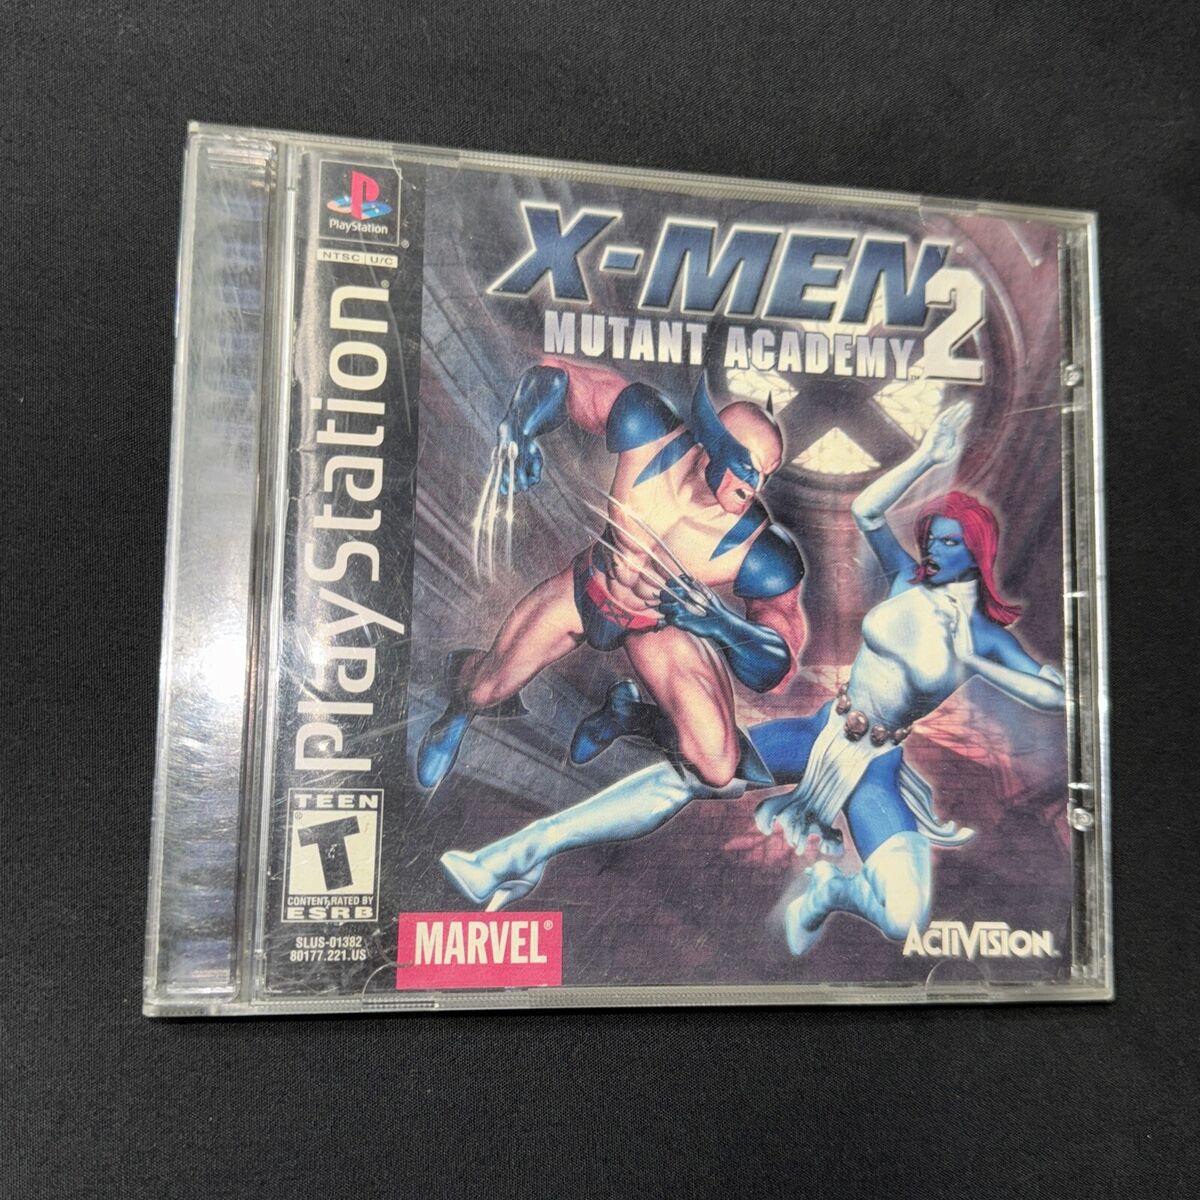 PlayStation
®
NTSC U/C
PlayStation®
X-MEN
MUTANT ACADEMY 2
TEEN
T
®
CONTENT RATED BY
ESRB
SLUS-01382
80177.221.US
MARVEL®
ACTIVISION.